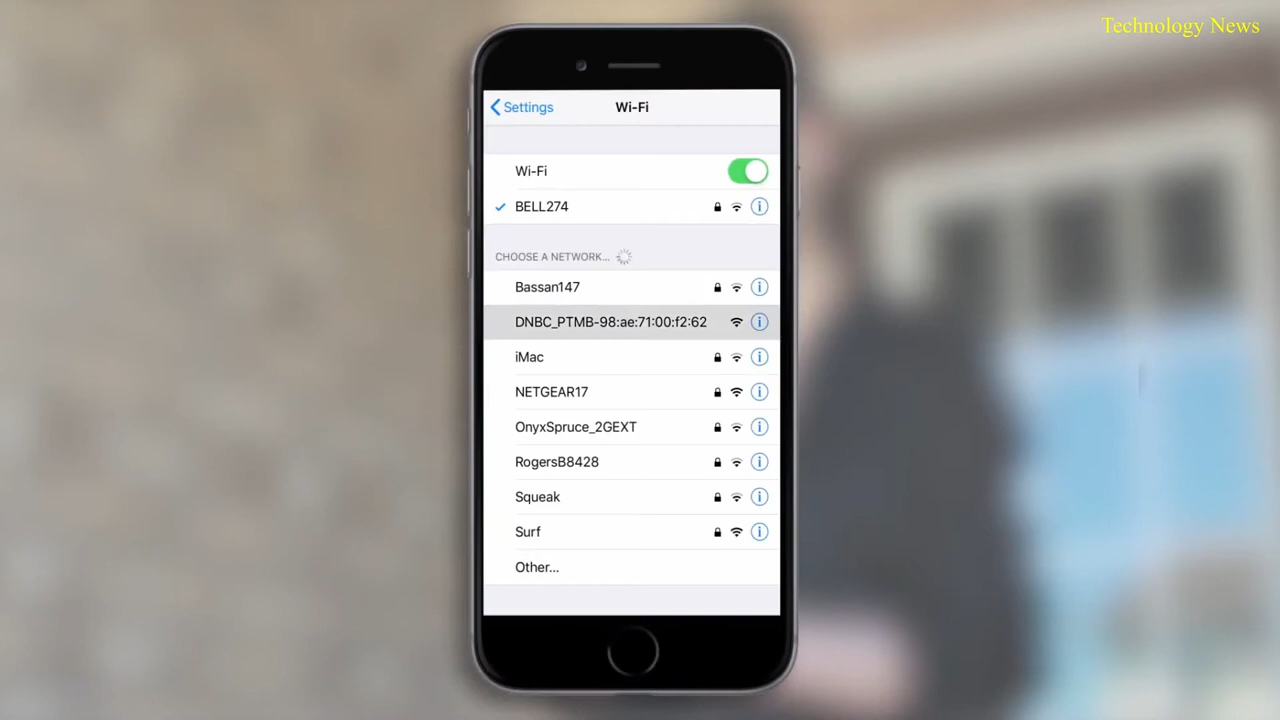 Technology News
Settings
Wi-Fi
Wi-Fi
BELL274
CHOOSE A NETWORK...
Bassan147
DNBC_PTMB-98:ae:71:00:f2:62
iMac
NETGEAR17
OnyxSpruce_2GEXT
RogersB8428
Squeak
Surf
Other...